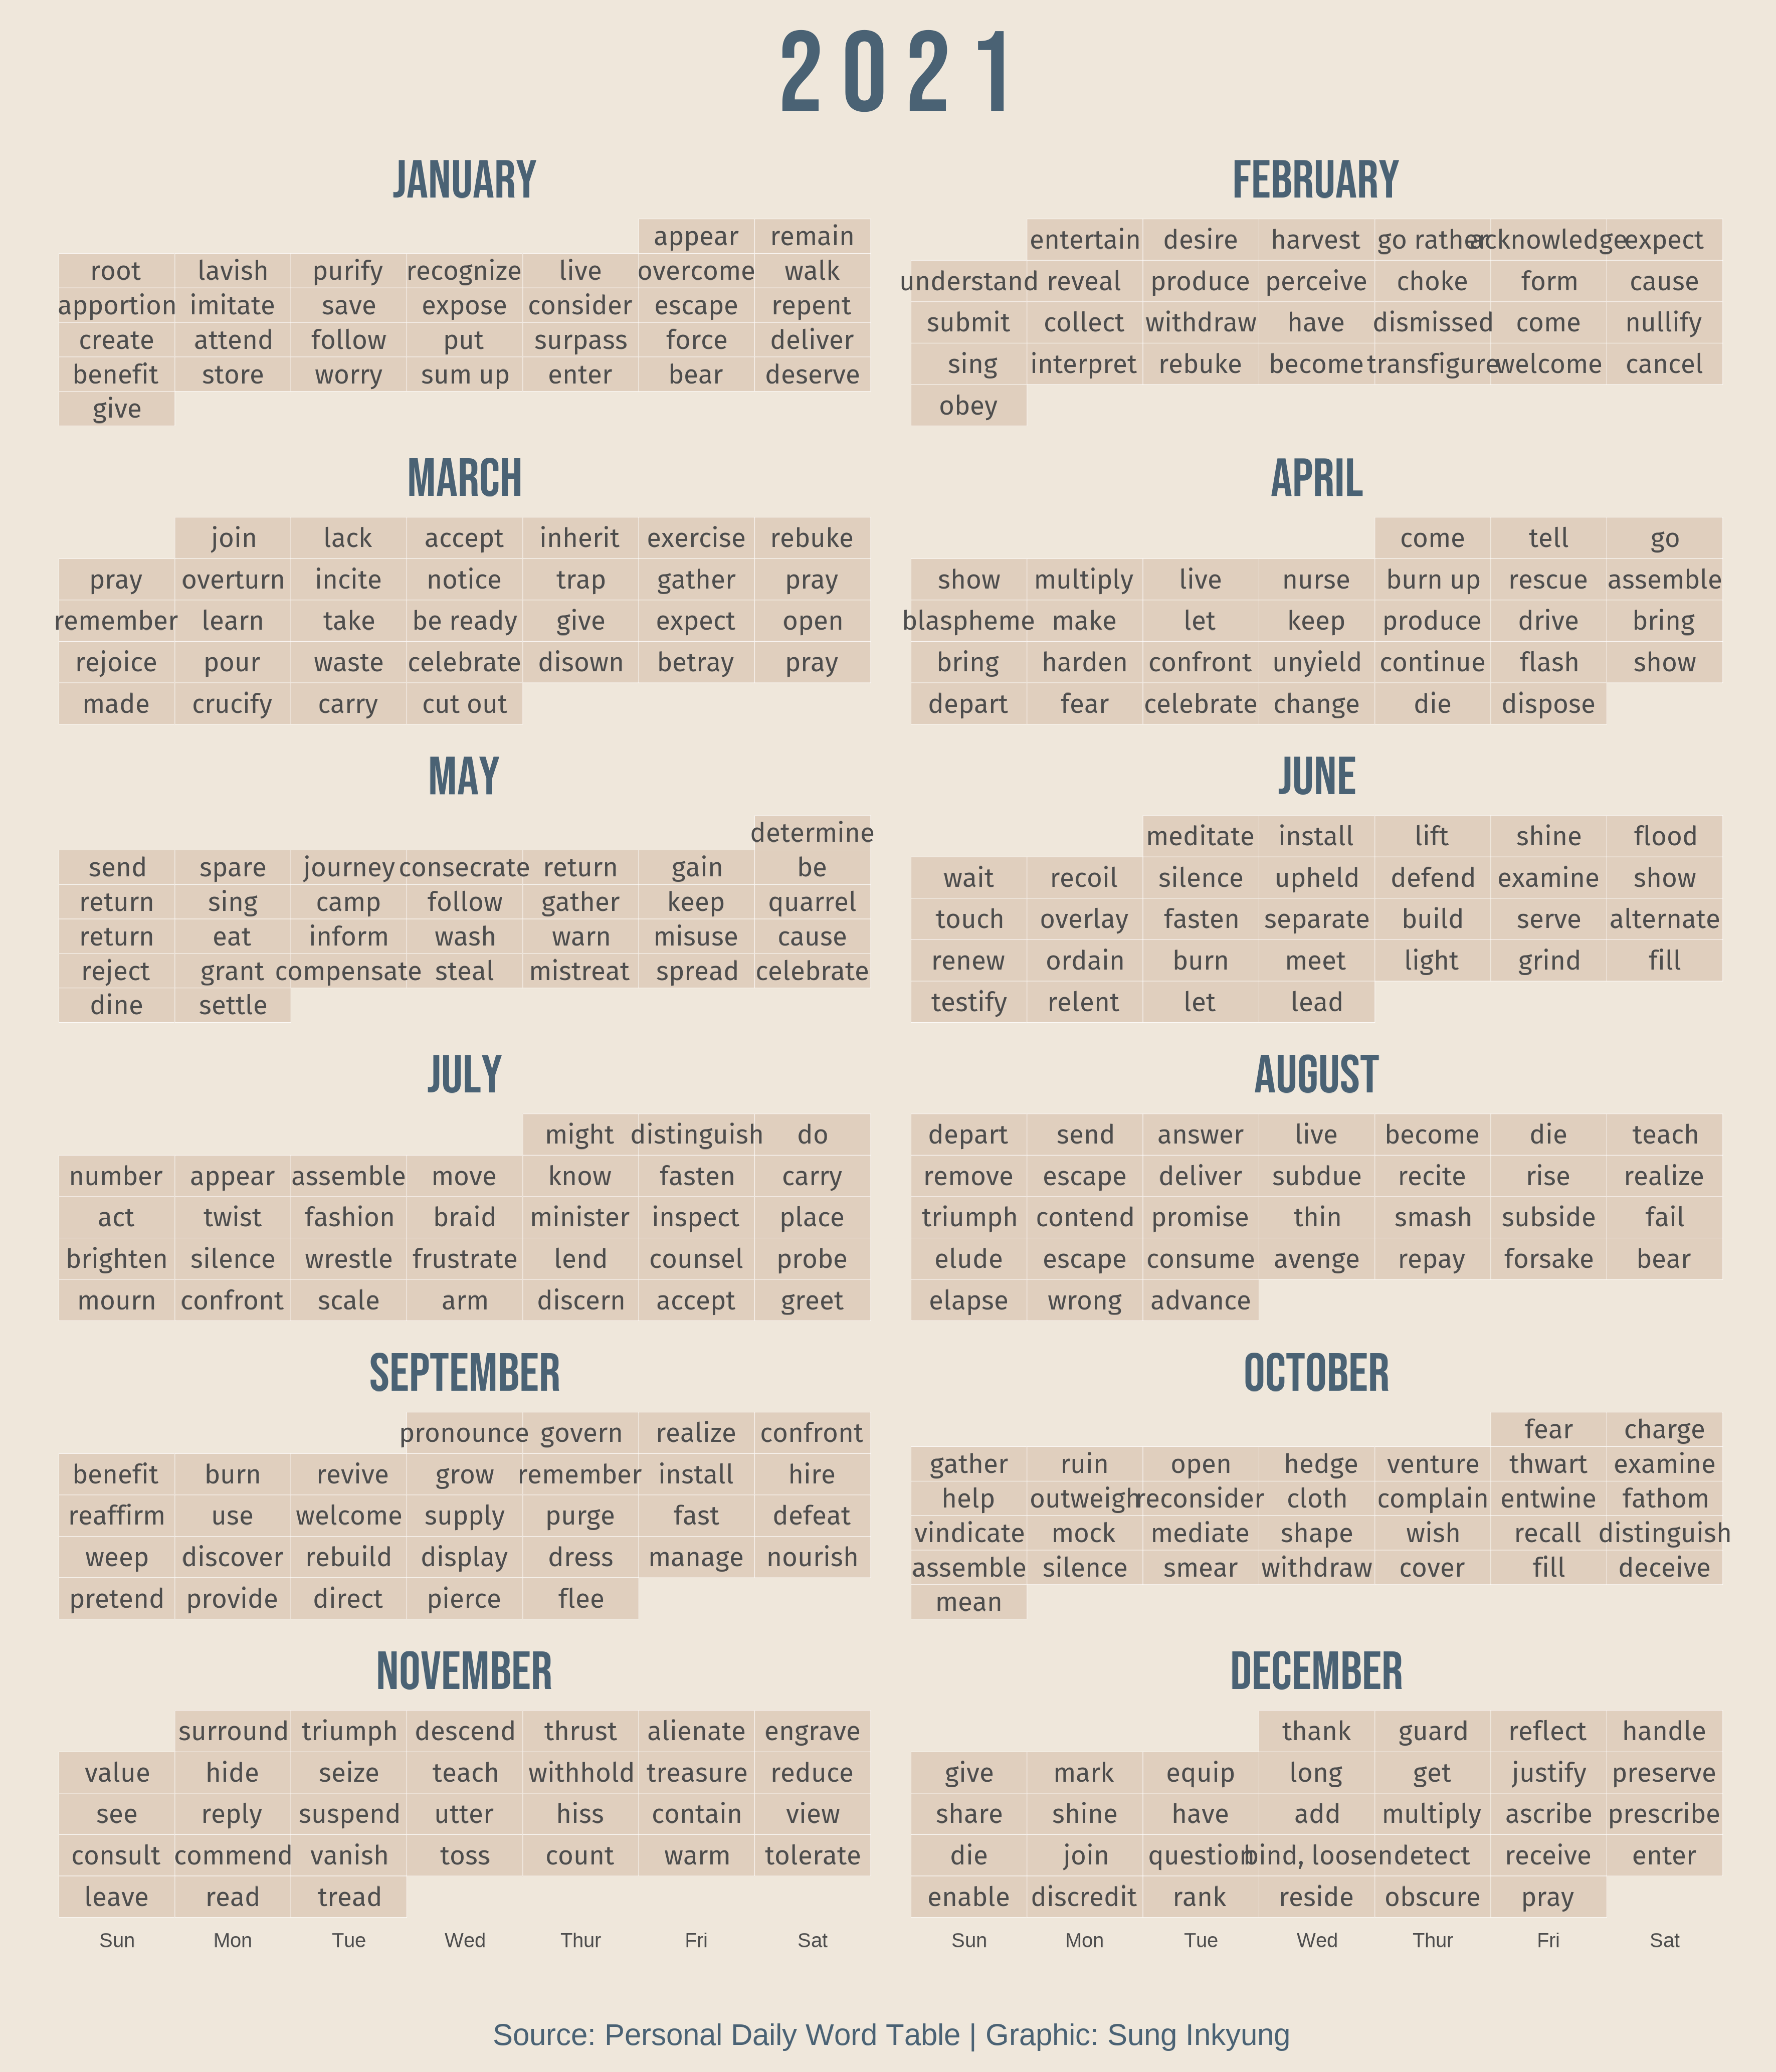 2021
JANUARY
appear remain
root lavish purify recognize live overcome walk
apportion imitate save expose consider escape repent
create attend follow put surpass force deliver
benefit store worry sum up enter bear deserve
give
FEBRUARY
entertain desire harvest go rather acknowledge expect
understand reveal produce perceive choke form cause
submit collect withdraw have dismissed come nullify
sing interpret rebuke become transfigure welcome cancel
obey
MARCH
join lack accept inherit exercise rebuke
pray overturn incite notice trap gather pray
remember learn take be ready give expect open
rejoice pour waste celebrate disown betray pray
made crucify carry cut out
APRIL
come tell go
show multiply live nurse burn up rescue assemble
blaspheme make let keep produce drive bring
bring harden confront unyield continue flash show
depart fear celebrate change die dispose
MAY
determine
send spare journey consecrate return gain be
return sing camp follow gather keep quarrel
return eat inform wash warn misuse cause
reject grant compensate steal mistreat spread celebrate
dine settle
JUNE
meditate install lift shine flood
wait recoil silence upheld defend examine show
touch overlay fasten separate build serve alternate
renew ordain burn meet light grind fill
testify relent let lead
JULY
might distinguish do
number appear assemble move know fasten carry
act twist fashion braid minister inspect place
brighten silence wrestle frustrate lend counsel probe
mourn confront scale arm discern accept greet
AUGUST
depart send answer live become die teach
remove escape deliver subdue recite rise realize
triumph contend promise thin smash subside fail
elude escape consume avenge repay forsake bear
elapse wrong advance
SEPTEMBER
pronounce govern realize confront
benefit burn revive grow remember install hire
reaffirm use welcome supply purge fast defeat
weep discover rebuild display dress manage nourish
pretend provide direct pierce flee
OCTOBER
fear charge
gather ruin open hedge venture thwart examine
help outweigh reconsider cloth complain entwine fathom
vindicate mock mediate shape wish recall distinguish
assemble silence smear withdraw cover fill deceive
mean
NOVEMBER
surround triumph descend thrust alienate engrave
value hide seize teach withhold treasure reduce
see reply suspend utter hiss contain view
consult commend vanish toss count warm tolerate
leave read tread
Sun Mon Tue Wed Thur Fri Sat
DECEMBER
thank guard reflect handle
give mark equip long get justify preserve
share shine have add multiply ascribe prescribe
die join question bind, loosen detect receive enter
enable discredit rank reside obscure pray
Sun Mon Tue Wed Thur Fri Sat
Source: Personal Daily Word Table | Graphic: Sung Inkyung